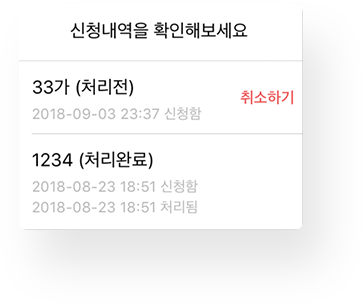 신청내역을 확인해보세요
33가 (처리전)
취소하기
2018-09-03 23:37 신청함
1234 (처리완료)
2018-08-23 18:51 신청함
2018-08-23 18:51 처리됨